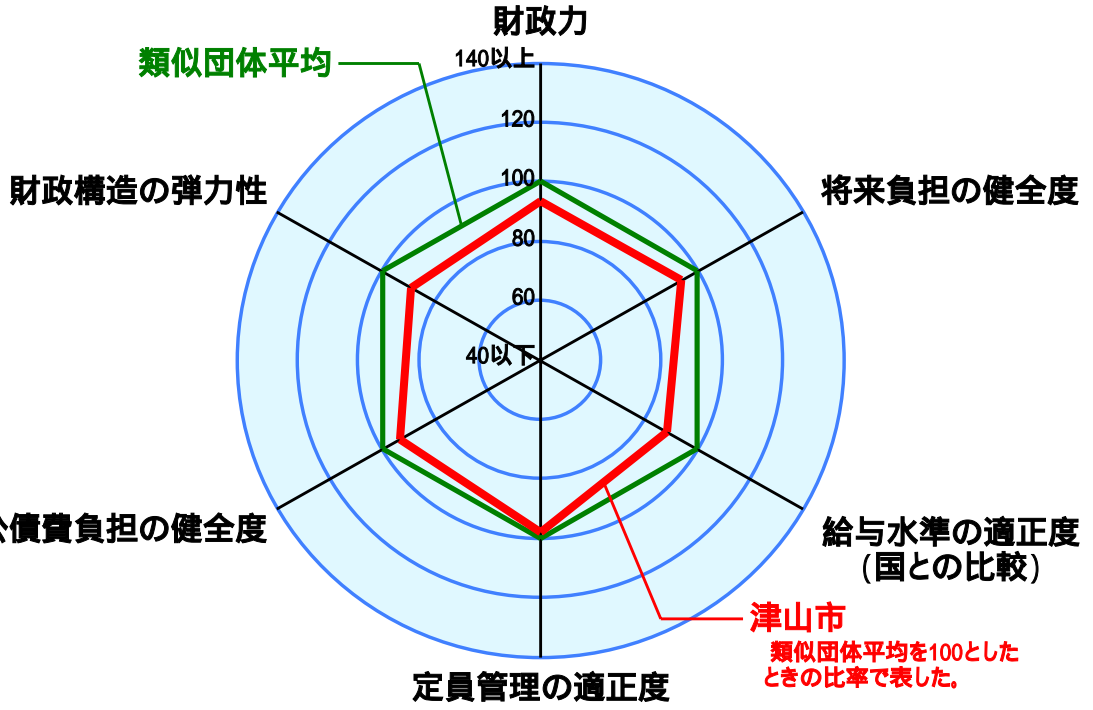 財政力
類似団体平均
140以上
120
100
財政構造の弾力性
将来負担の健全度
80
60
40以下
公債費負担の健全度
給与水準の適正度
(国との比較)
津山市
類似団体平均を100とした
ときの比率で表した。
定員管理の適正度